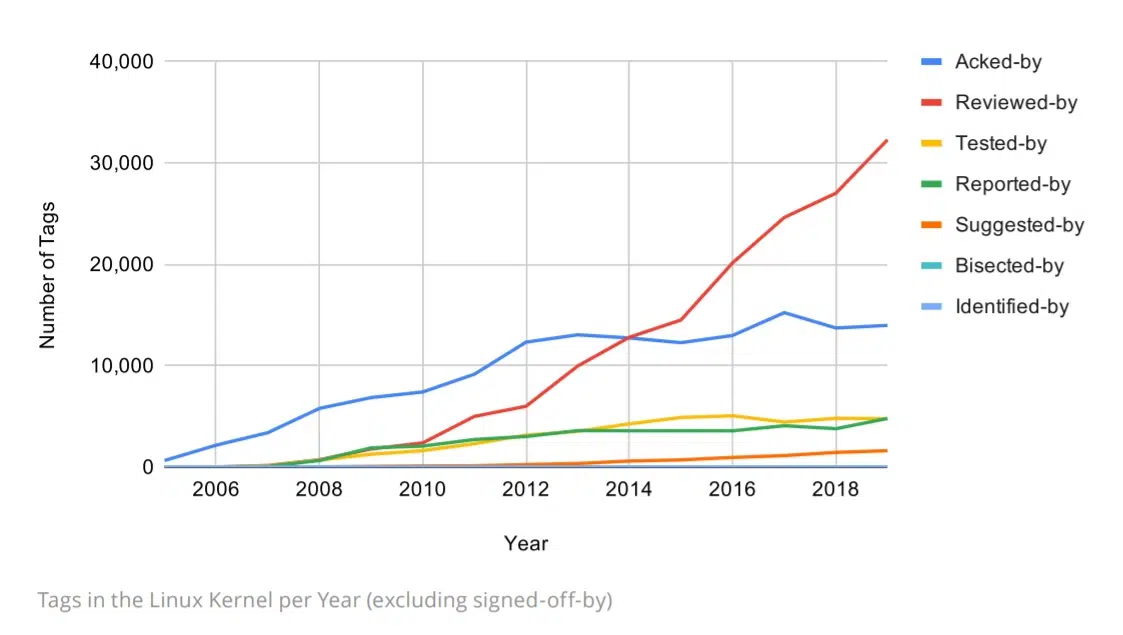 40,000
30,000
20,000
10,000
0
Number of Tags
2006 2008 2010 2012 2014 2016 2018
Year
Acked-by
Reviewed-by
Tested-by
Reported-by
Suggested-by
Bisected-by
Identified-by
Tags in the Linux Kernel per Year (excluding signed-off-by)